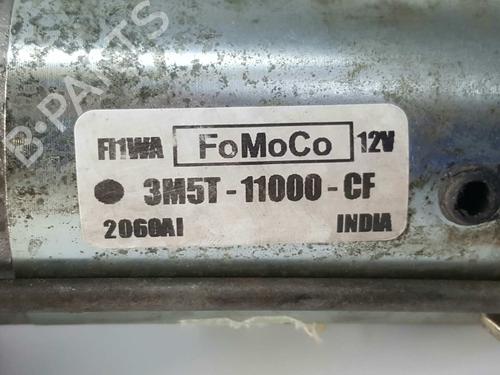 B-PARTS
FI1WA FoMoCo 12V
3M5T-11000-CF
2060AI INDIA